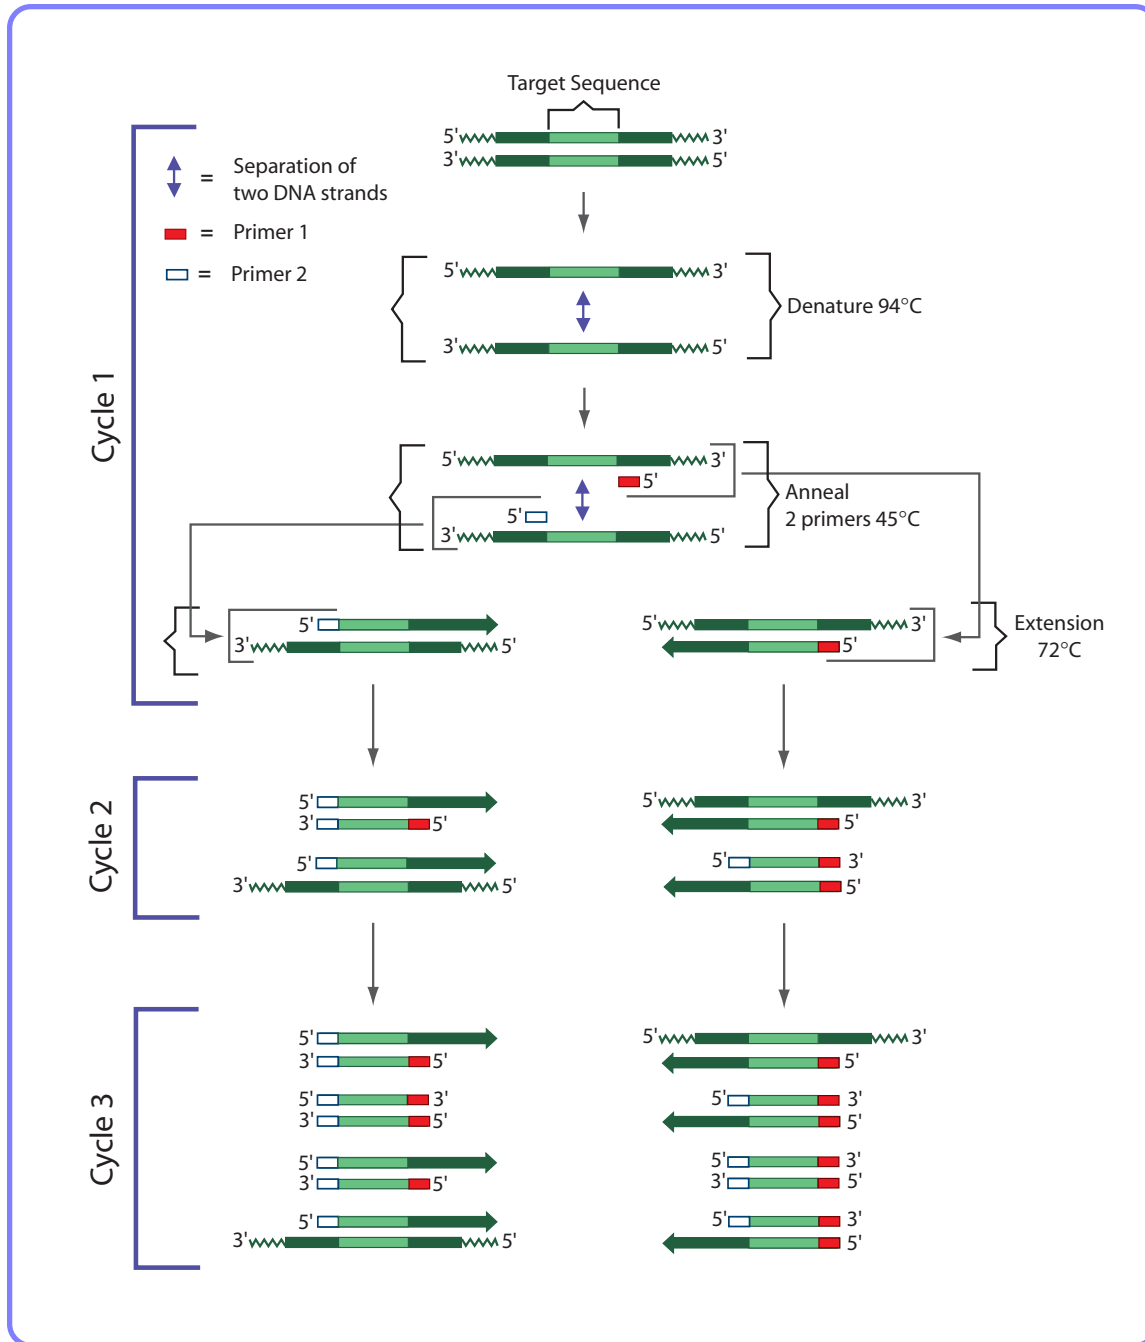 Target Sequence
5' 3'
3' 5'
= Separation of
two DNA strands
= Primer 1
= Primer 2
Cycle 1
5' 3'
Denature 94°C
3' 5'
5' 3'
5'
Anneal
2 primers 45°C
5'
3' 5'
5'
3' 5'
5' 3'
5'
Extension
72°C
Cycle 2
5'
3' 5'
5'
3' 5'
5' 3'
5'
5' 3'
5'
Cycle 3
5'
3' 5'
5' 3'
3' 5'
5'
3' 5'
5'
3' 5'
5' 3'
5'
5' 3'
5'
5' 3'
3' 5'
5' 3'
5'